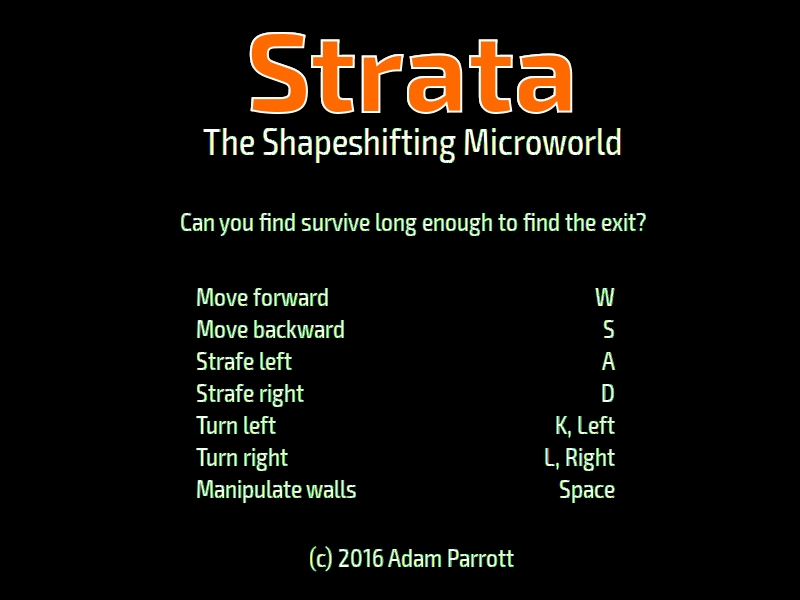 Strata
The Shapeshifting Microworld
Can you find survive long enough to find the exit?
Move forward W
Move backward S
Strafe left A
Strafe right D
Turn left K, Left
Turn right L, Right
Manipulate walls Space
(c) 2016 Adam Parrott